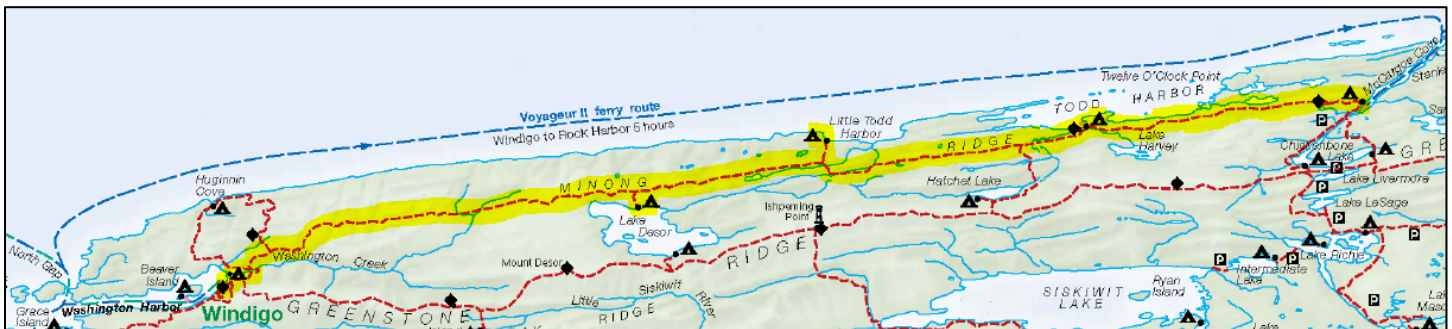 Voyageur II ferry route
Windigo to Rock Harbor 5 hours
Twelve O'Clock Point
McCargoe Cove
Stanle
TODD
HARBOR
Little Todd
Harbor
Lake
Harvey
RIDGE
MINONG
Huginnin
Cove
Chickenbone
Lake
GRE
Lake Livermore
Hatchet Lake
Ishpeming
Point
Lake
Desor
Lake LeSage
North Gap
Washington
Creek
Mount Desor
RIDGE
Lake Richie
Beaver
Island
Intermediate
Lake
Siskiwit
River
Little
RIDGE
SISKIWIT
LAKE
Ryan
Island
Washington Harbor
Windigo
GREENSTONE
Grace
Island
P
P
P
P
P
P
P
P